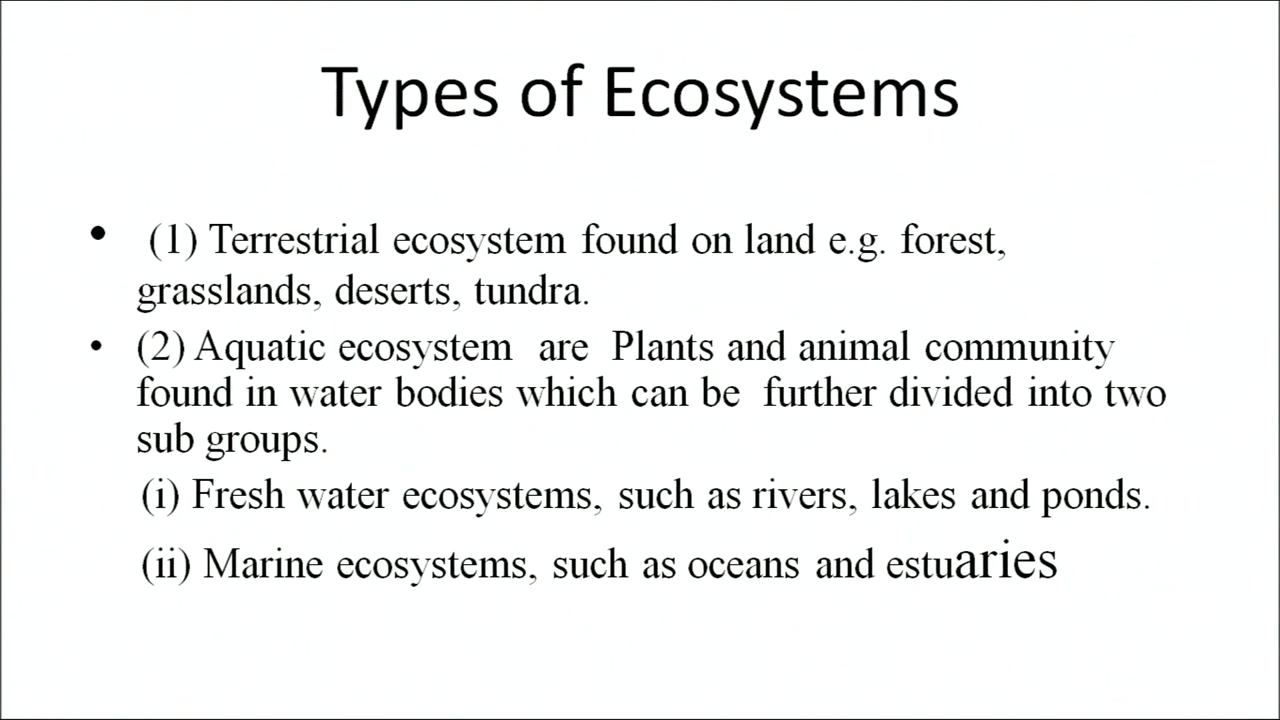 Types of Ecosystems
• (1) Terrestrial ecosystem found on land e.g. forest,
grasslands, deserts, tundra.
• (2) Aquatic ecosystem are Plants and animal community
found in water bodies which can be further divided into two
sub groups.
(i) Fresh water ecosystems, such as rivers, lakes and ponds.
(ii) Marine ecosystems, such as oceans and estuaries